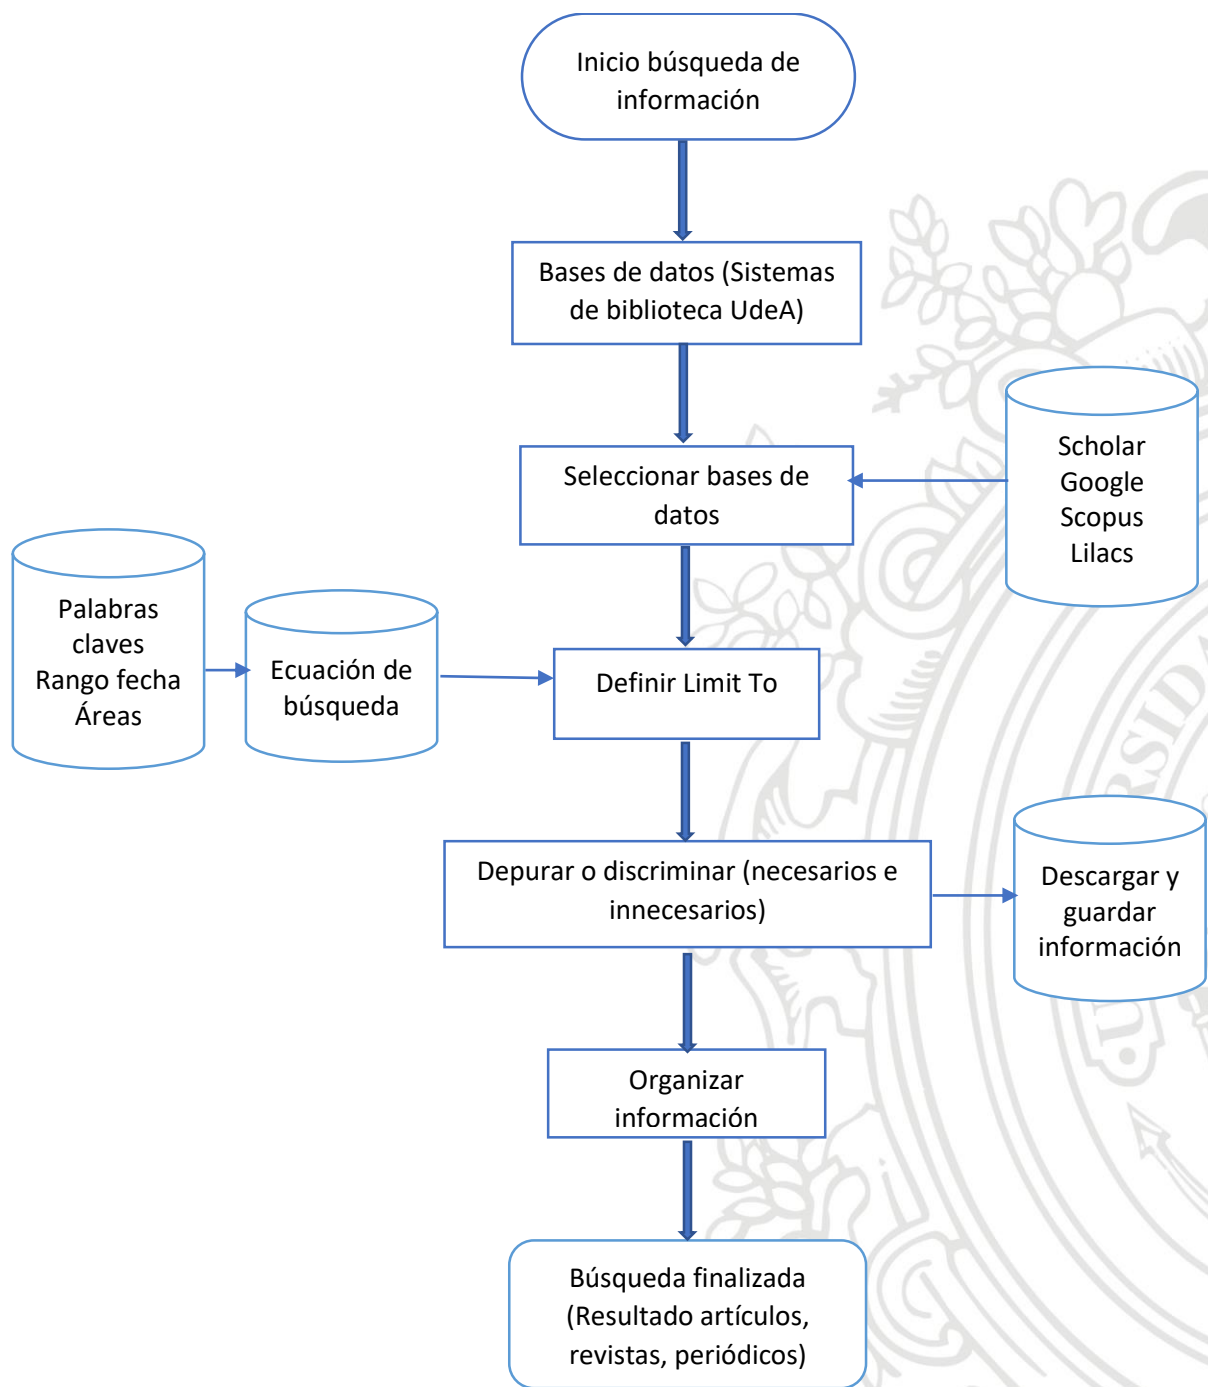 Inicio búsqueda de
información
Bases de datos (Sistemas
de biblioteca UdeA)
Seleccionar bases de
datos
Scholar
Google
Scopus
Lilacs
Palabras
claves
Rango fecha
Áreas
Ecuación de
búsqueda
Definir Limit To
Depurar o discriminar (necesarios e
innecesarios)
Descargar y
guardar
información
Organizar
información
Búsqueda finalizada
(Resultado artículos,
revistas, periódicos)